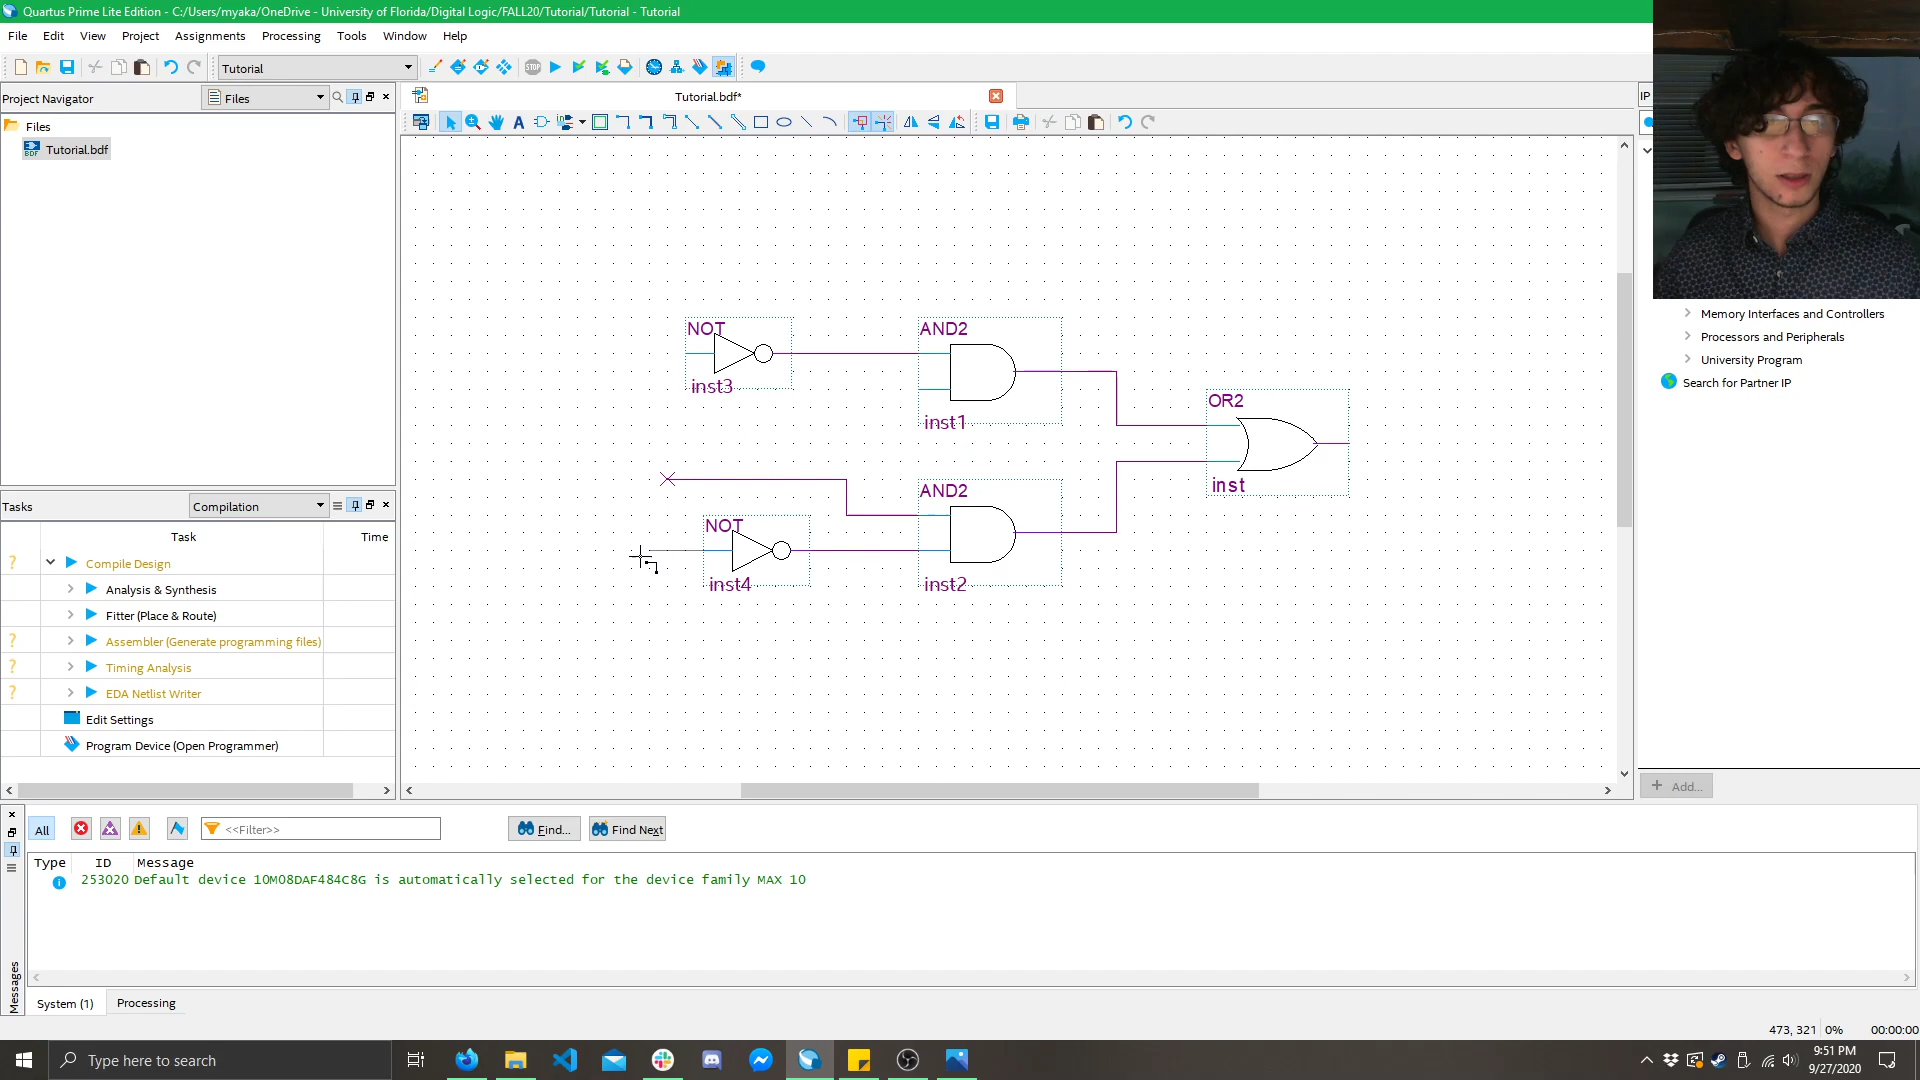 Quartus Prime Lite Edition - C:/Users/myaka/OneDrive - University of Florida/Digital Logic/FALL20/Tutorial/Tutorial - Tutorial
File Edit View Project Assignments Processing Tools Window Help
Tutorial
STOP
Project Navigator Files
Files
BDF Tutorial.bdf
Tutorial.bdf*
A
IP
NOT
inst3
AND2
inst1
OR2
inst
AND2
inst2
NOT
inst4
Memory Interfaces and Controllers
Processors and Peripherals
University Program
Search for Partner IP
+ Add...
Tasks Compilation
Task Time
? Compile Design
Analysis & Synthesis
Fitter (Place & Route)
? Assembler (Generate programming files)
? Timing Analysis
? EDA Netlist Writer
Edit Settings
Program Device (Open Programmer)
All <<Filter>> Find... Find Next
Type ID Message
253020 Default device 10M08DAF484C8G is automatically selected for the device family MAX 10
Messages
System (1) Processing
473, 321 0% 00:00:00
Type here to search
9:51 PM
9/27/2020